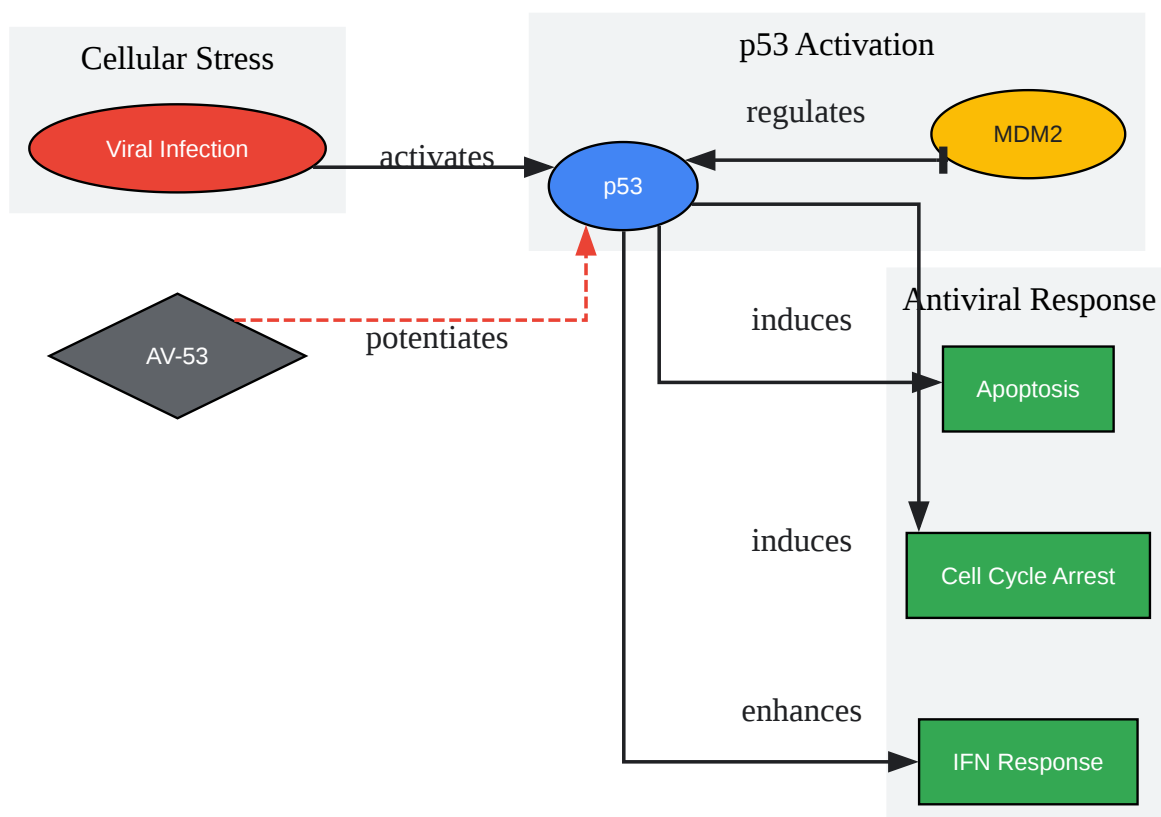 Cellular Stress
Viral Infection
activates
p53 Activation
regulates
MDM2
p53
AV-53
potentiates
induces
Antiviral Response
Apoptosis
induces
Cell Cycle Arrest
enhances
IFN Response